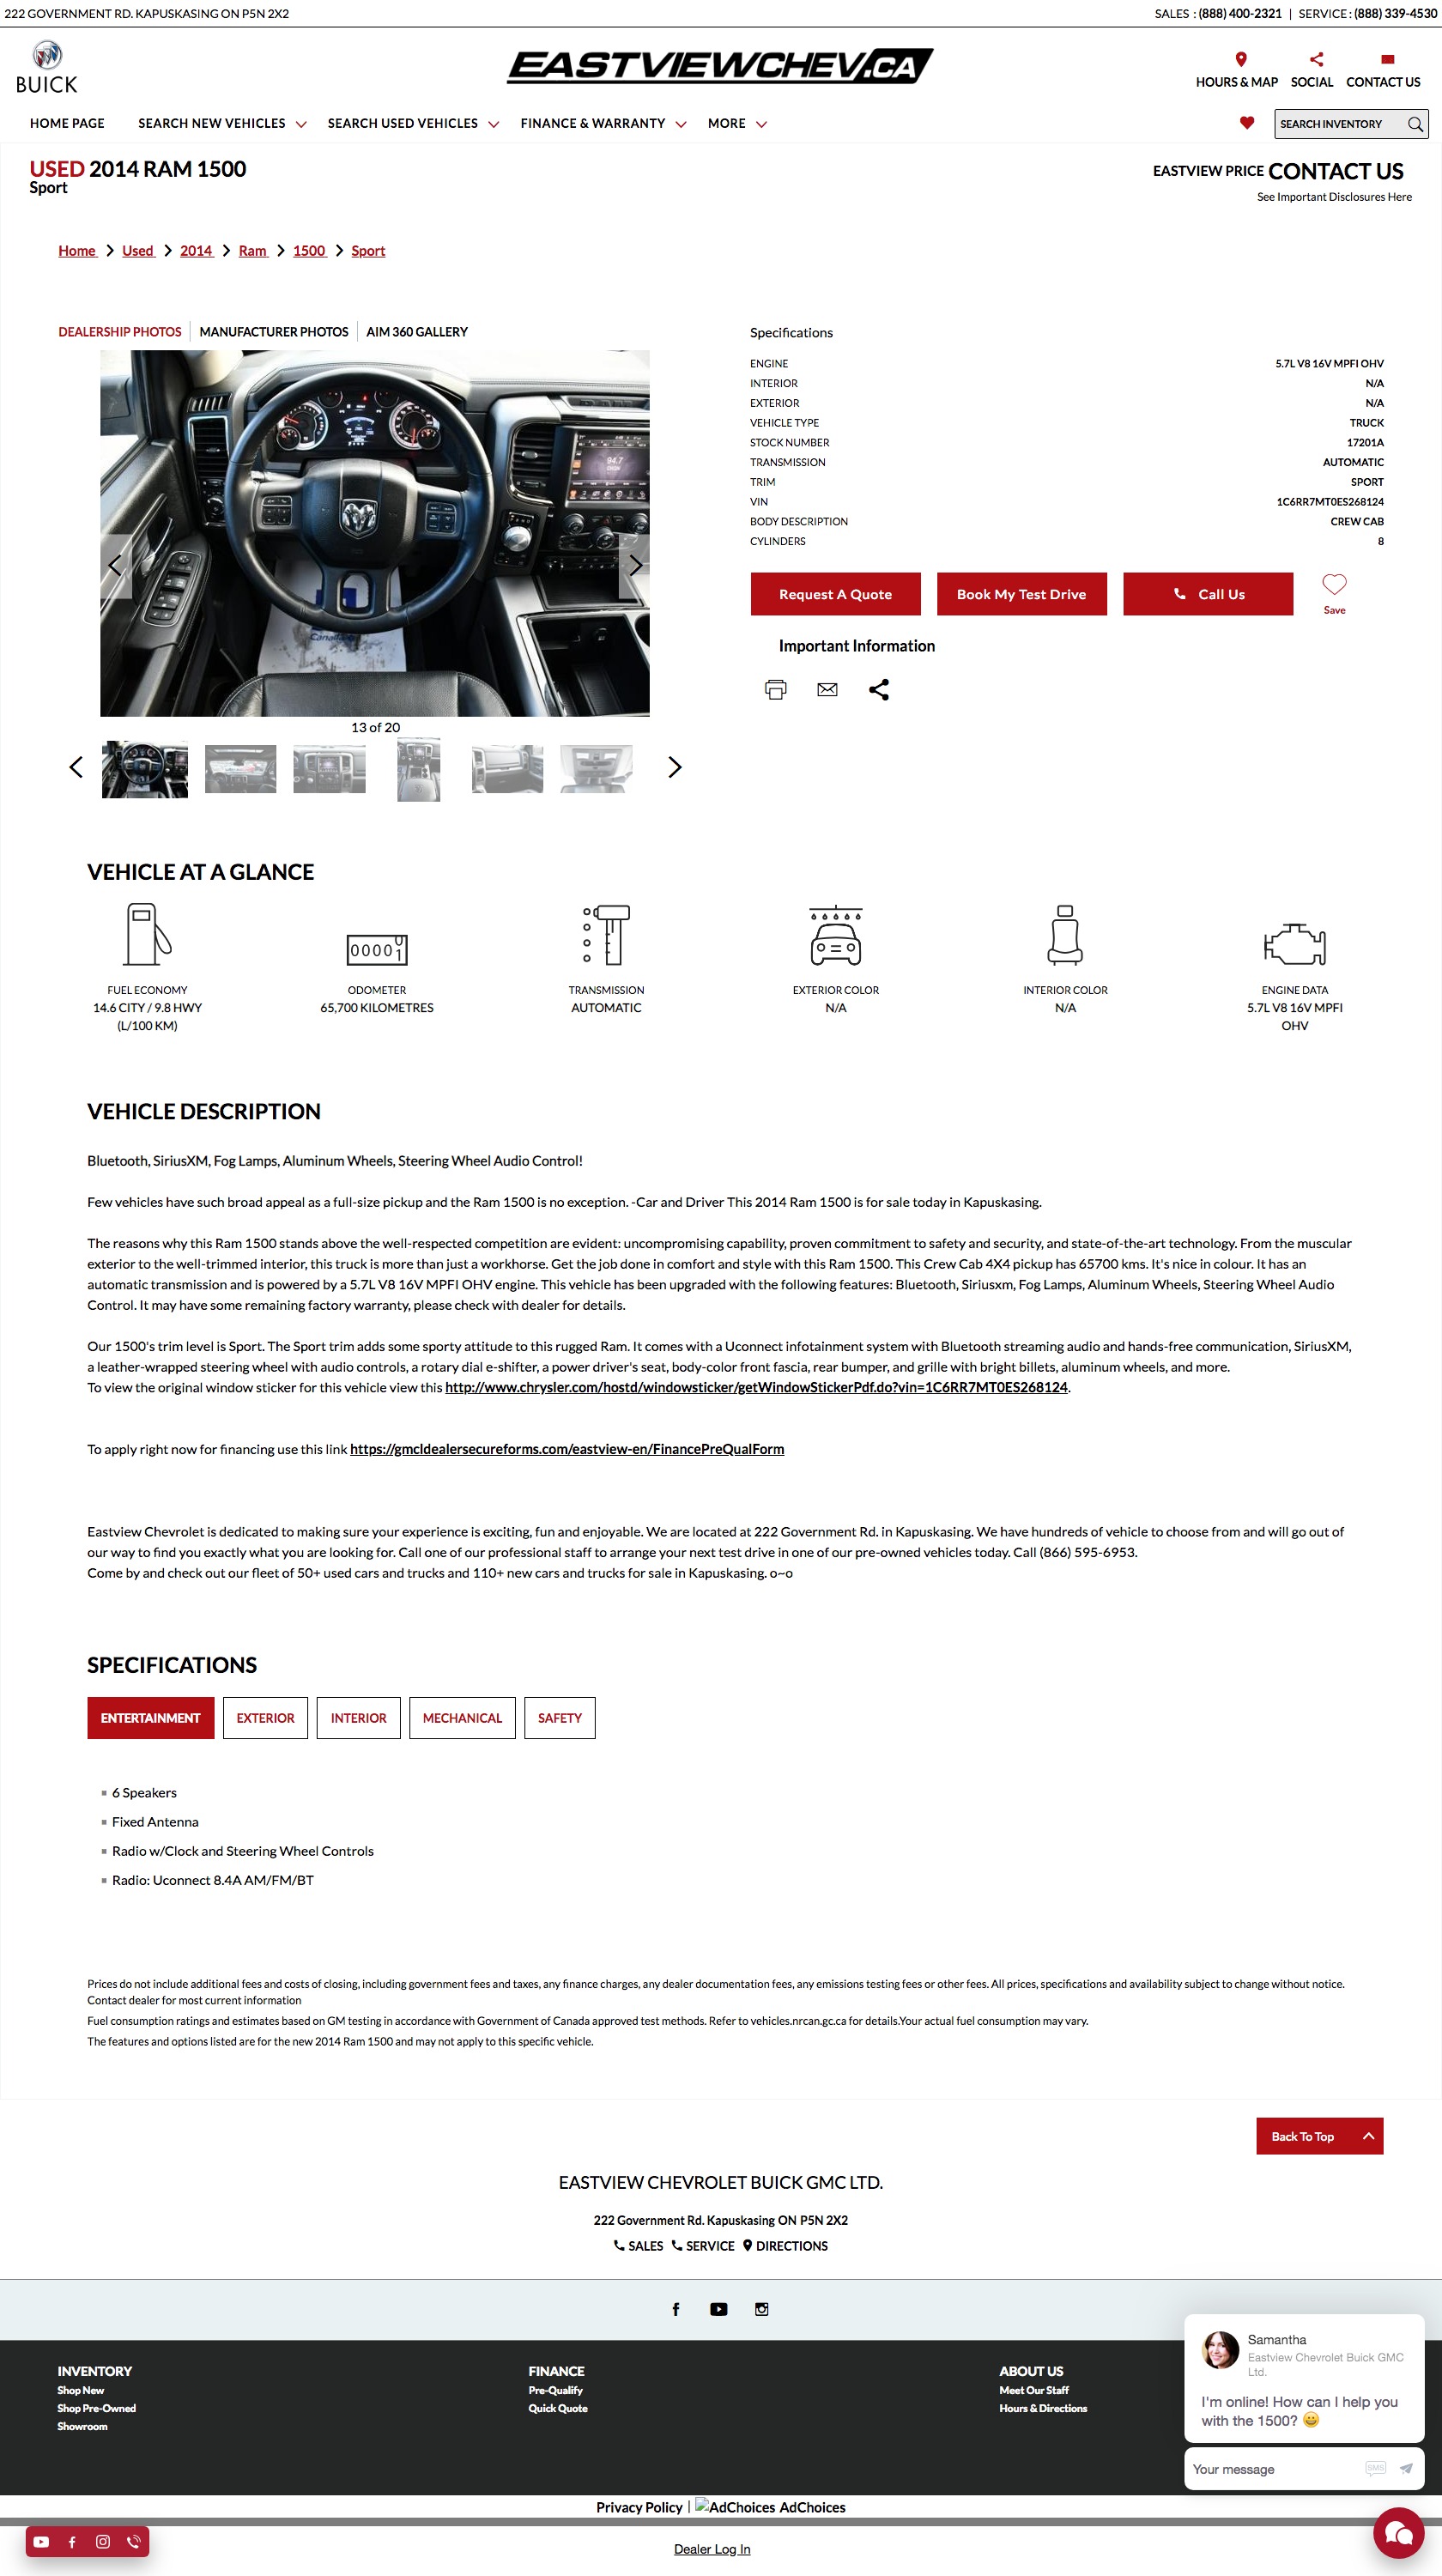 222 GOVERNMENT RD. KAPUSKASING ON P5N 2X2
SALES : (888) 400-2321 | SERVICE : (888) 339-4530
BUICK
EASTVIEWCHEV.CA
HOURS & MAP SOCIAL CONTACT US
HOME PAGE SEARCH NEW VEHICLES SEARCH USED VEHICLES FINANCE & WARRANTY MORE
SEARCH INVENTORY
USED 2014 RAM 1500
Sport
EASTVIEW PRICE CONTACT US
See Important Disclosures Here
Home > Used > 2014 > Ram > 1500 > Sport
DEALERSHIP PHOTOS | MANUFACTURER PHOTOS | AIM 360 GALLERY
94.7
13 of 20
Specifications
ENGINE 5.7L V8 16V MPFI OHV
INTERIOR N/A
EXTERIOR N/A
VEHICLE TYPE TRUCK
STOCK NUMBER 17201A
TRANSMISSION AUTOMATIC
TRIM SPORT
VIN 1C6RR7MT0ES268124
BODY DESCRIPTION CREW CAB
CYLINDERS 8
Request A Quote Book My Test Drive Call Us Save
Important Information
VEHICLE AT A GLANCE
00001
FUEL ECONOMY
14.6 CITY / 9.8 HWY
(L/100 KM)
ODOMETER
65,700 KILOMETRES
TRANSMISSION
AUTOMATIC
EXTERIOR COLOR
N/A
INTERIOR COLOR
N/A
ENGINE DATA
5.7L V8 16V MPFI
OHV
VEHICLE DESCRIPTION
Bluetooth, SiriusXM, Fog Lamps, Aluminum Wheels, Steering Wheel Audio Control!
Few vehicles have such broad appeal as a full-size pickup and the Ram 1500 is no exception. -Car and Driver This 2014 Ram 1500 is for sale today in Kapuskasing.
The reasons why this Ram 1500 stands above the well-respected competition are evident: uncompromising capability, proven commitment to safety and security, and state-of-the-art technology. From the muscular
exterior to the well-trimmed interior, this truck is more than just a workhorse. Get the job done in comfort and style with this Ram 1500. This Crew Cab 4X4 pickup has 65700 kms. It's nice in colour. It has an
automatic transmission and is powered by a 5.7L V8 16V MPFI OHV engine. This vehicle has been upgraded with the following features: Bluetooth, Siriusxm, Fog Lamps, Aluminum Wheels, Steering Wheel Audio
Control. It may have some remaining factory warranty, please check with dealer for details.
Our 1500's trim level is Sport. The Sport trim adds some sporty attitude to this rugged Ram. It comes with a Uconnect infotainment system with Bluetooth streaming audio and hands-free communication, SiriusXM,
a leather-wrapped steering wheel with audio controls, a rotary dial e-shifter, a power driver's seat, body-color front fascia, rear bumper, and grille with bright billets, aluminum wheels, and more.
To view the original window sticker for this vehicle view this http://www.chrysler.com/hostd/windowsticker/getWindowStickerPdf.do?vin=1C6RR7MT0ES268124.
To apply right now for financing use this link https://gmcldealersecureforms.com/eastview-en/FinancePreQualForm
Eastview Chevrolet is dedicated to making sure your experience is exciting, fun and enjoyable. We are located at 222 Government Rd. in Kapuskasing. We have hundreds of vehicle to choose from and will go out of
our way to find you exactly what you are looking for. Call one of our professional staff to arrange your next test drive in one of our pre-owned vehicles today. Call (866) 595-6953.
Come by and check out our fleet of 50+ used cars and trucks and 110+ new cars and trucks for sale in Kapuskasing. o~o
SPECIFICATIONS
ENTERTAINMENT EXTERIOR INTERIOR MECHANICAL SAFETY
6 Speakers
Fixed Antenna
Radio w/Clock and Steering Wheel Controls
Radio: Uconnect 8.4A AM/FM/BT
Prices do not include additional fees and costs of closing, including government fees and taxes, any finance charges, any dealer documentation fees, any emissions testing fees or other fees. All prices, specifications and availability subject to change without notice.
Contact dealer for most current information
Fuel consumption ratings and estimates based on GM testing in accordance with Government of Canada approved test methods. Refer to vehicles.nrcan.gc.ca for details.Your actual fuel consumption may vary.
The features and options listed are for the new 2014 Ram 1500 and may not apply to this specific vehicle.
Back To Top
EASTVIEW CHEVROLET BUICK GMC LTD.
222 Government Rd. Kapuskasing ON P5N 2X2
SALES SERVICE DIRECTIONS
INVENTORY
Shop New
Shop Pre-Owned
Showroom
FINANCE
Pre-Qualify
Quick Quote
ABOUT US
Meet Our Staff
Hours & Directions
Samantha
Eastview Chevrolet Buick GMC
Ltd.
I'm online! How can I help you
with the 1500? 😀
Your message
SMS
Privacy Policy | AdChoices AdChoices
Dealer Log In